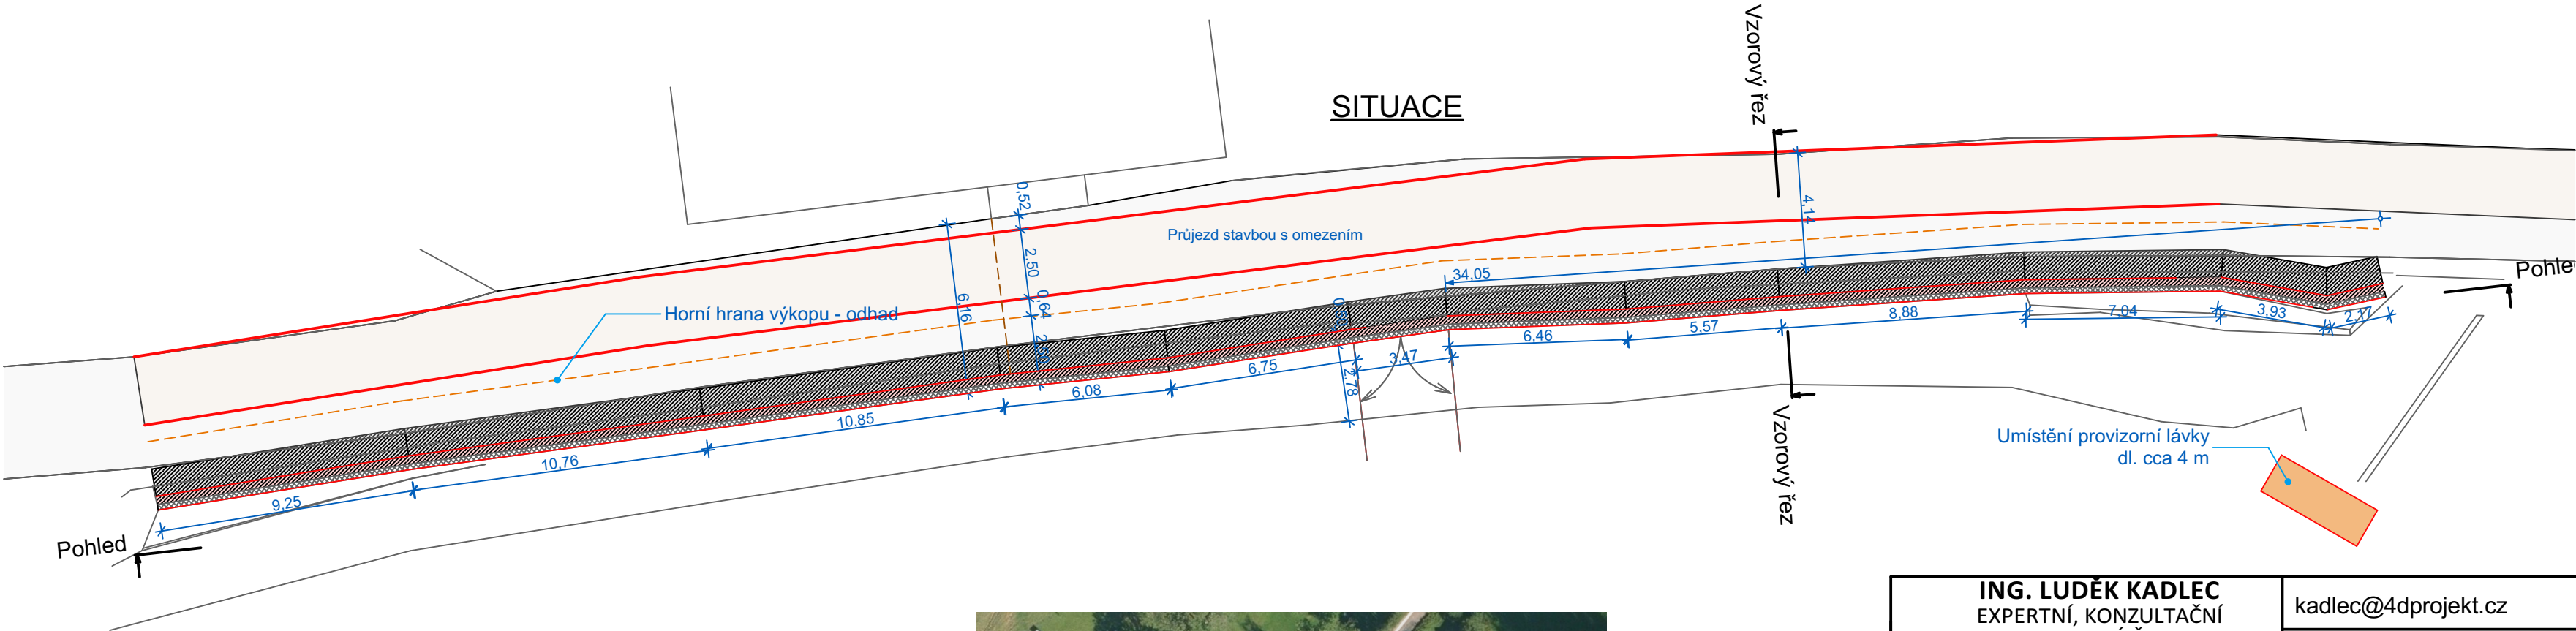 SITUACE
Vzorový řez
0,52
2,50
0,64
6,16
4,14
Průjezd stavbou s omezením
34,05
Horní hrana výkopu - odhad
Pohled
9,25
10,76
10,85
6,08
6,75
3,47
2,78
6,46
5,57
8,88
7,04
3,93
2,17
Vzorový řez
Umístění provizorní lávky
dl. cca 4 m
Pohled
ING. LUDĚK KADLEC
EXPERTNÍ, KONZULTAČNÍ
kadlec@4dprojekt.cz